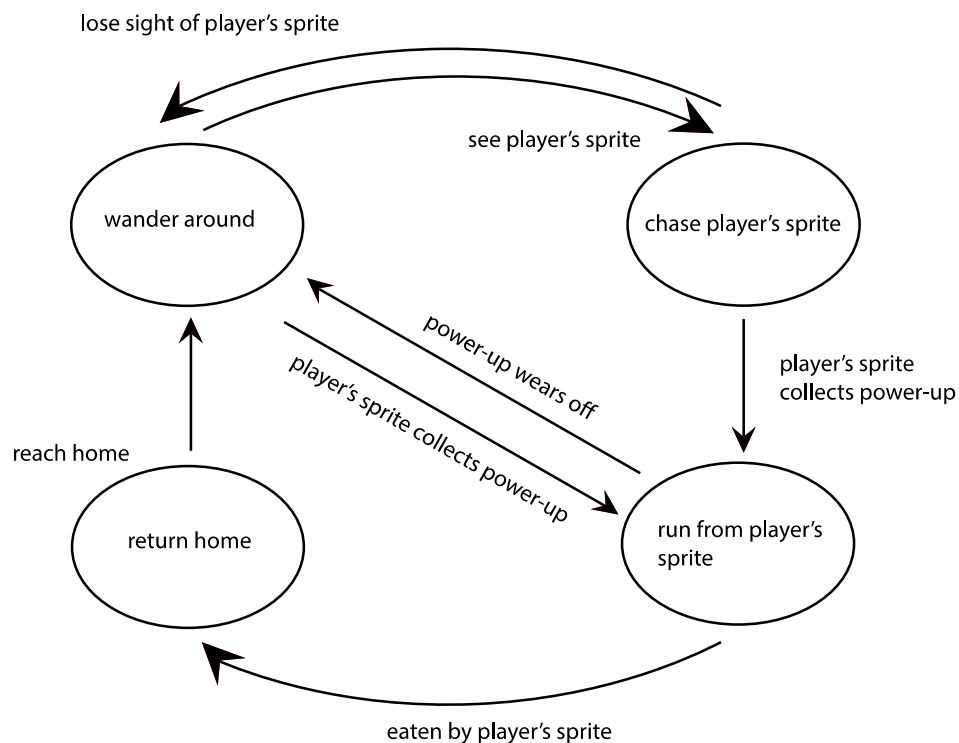 lose sight of player's sprite
see player's sprite
wander around
chase player's sprite
power-up wears off
player's sprite collects power-up
player's sprite
collects power-up
reach home
return home
run from player's
sprite
eaten by player's sprite